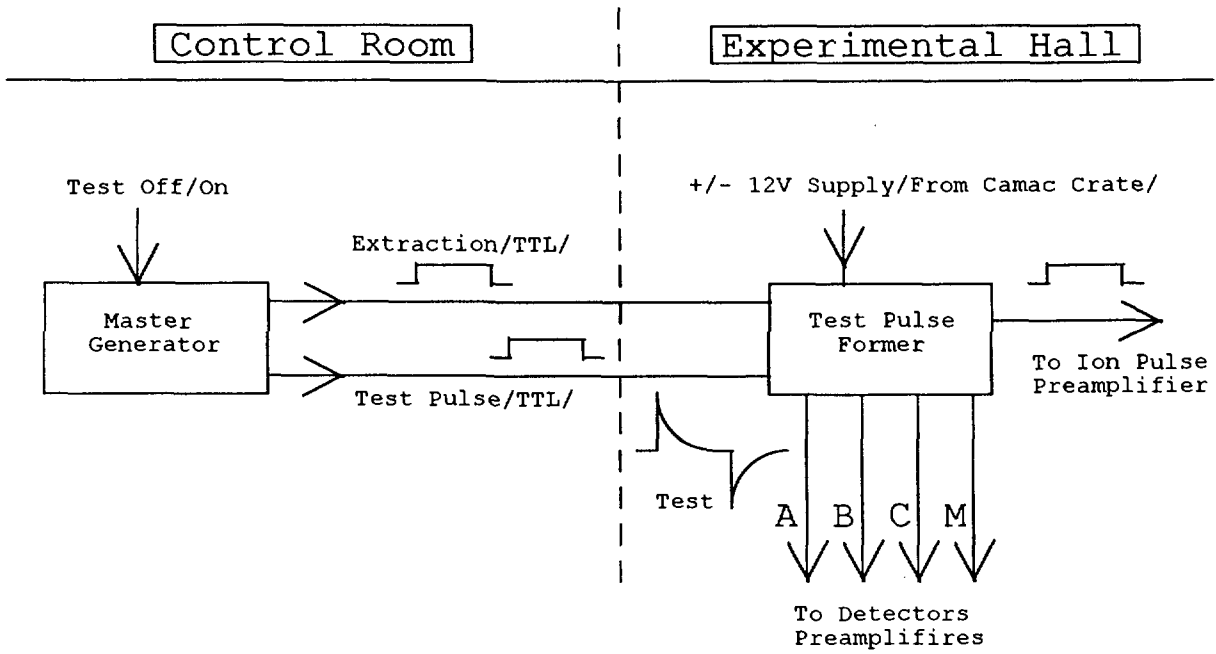 Control Room
Experimental Hall
Test Off/On
+/- 12V Supply/From Camac Crate/
Extraction/TTL/
Master
Generator
Test Pulse
Former
To Ion Pulse
Preamplifier
Test Pulse/TTL/
Test
A B C M
To Detectors
Preamplifires